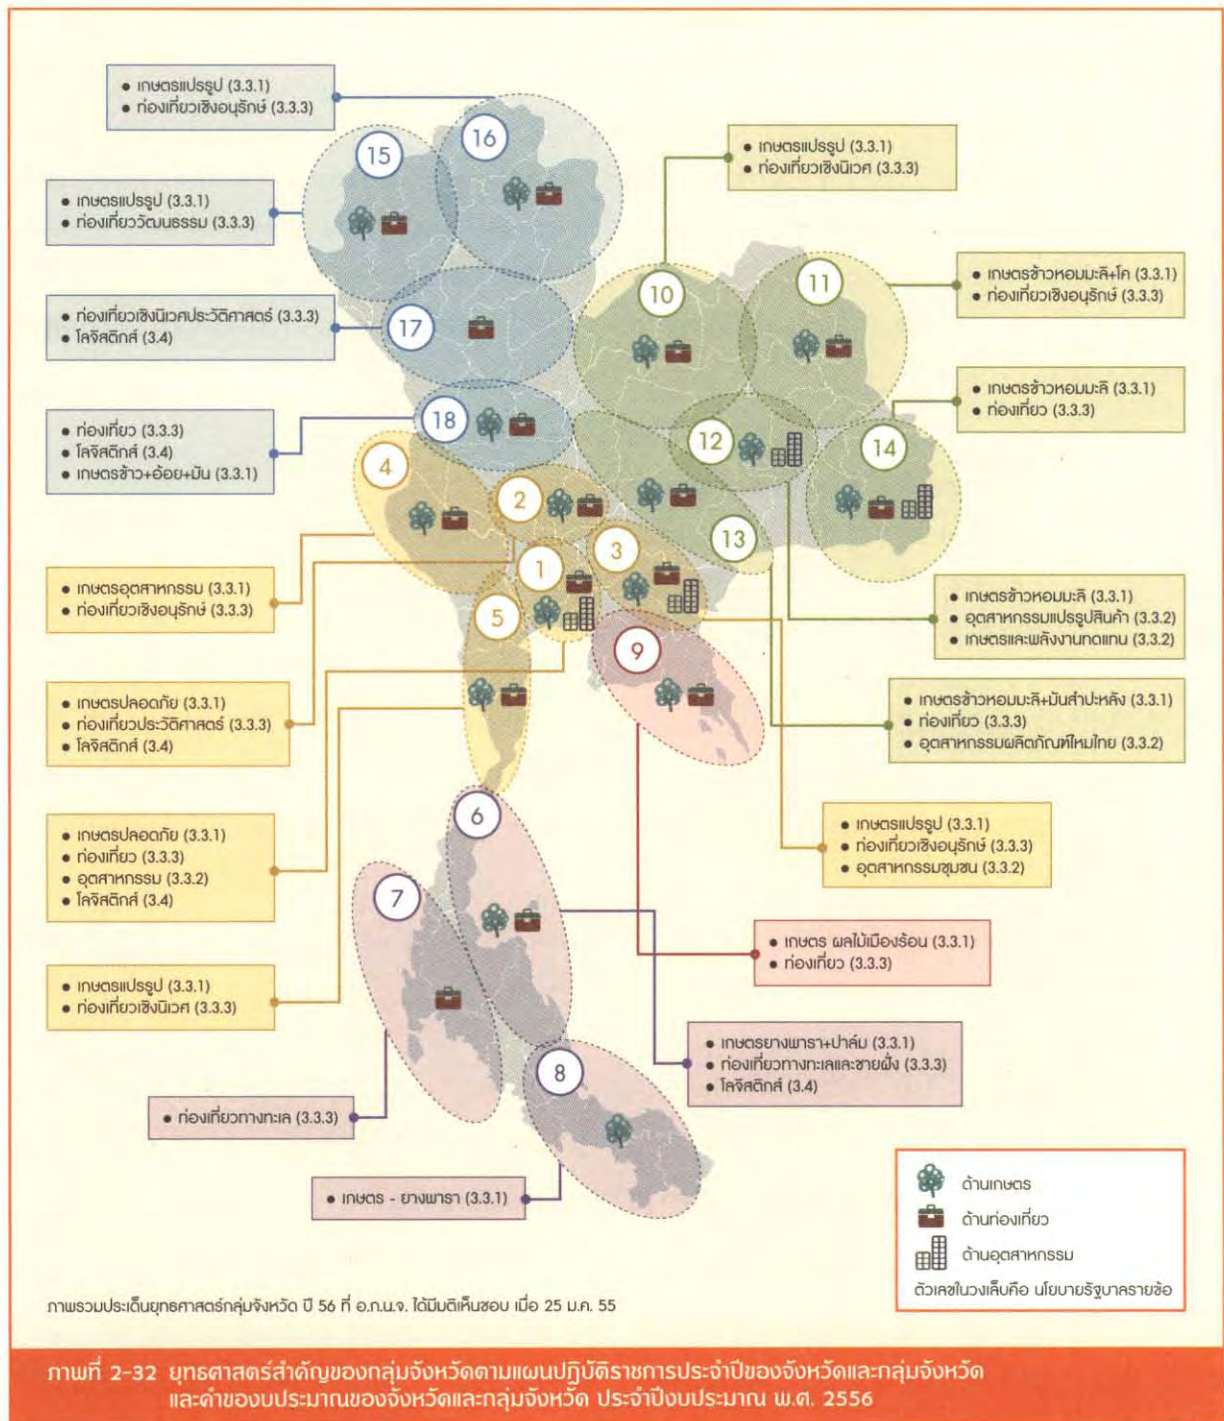 • เกษตรแปรรูป (3.3.1)
• ท่องเที่ยวเชิงอนุรักษ์ (3.3.3)
• เกษตรแปรรูป (3.3.1)
• ท่องเที่ยววัฒนธรรม (3.3.3)
• ท่องเที่ยวเชิงนิเวศประวัติศาสตร์ (3.3.3)
• โลจิสติกส์ (3.4)
• ท่องเที่ยว (3.3.3)
• โลจิสติกส์ (3.4)
• เกษตรข้าว+อ้อย+มัน (3.3.1)
• เกษตรอุตสาหกรรม (3.3.1)
• ท่องเที่ยวเชิงอนุรักษ์ (3.3.3)
• เกษตรปลอดภัย (3.3.1)
• ท่องเที่ยวประวัติศาสตร์ (3.3.3)
• โลจิสติกส์ (3.4)
• เกษตรปลอดภัย (3.3.1)
• ท่องเที่ยว (3.3.3)
• อุตสาหกรรม (3.3.2)
• โลจิสติกส์ (3.4)
• เกษตรแปรรูป (3.3.1)
• ท่องเที่ยวเชิงนิเวศ (3.3.3)
• ท่องเที่ยวทางทะเล (3.3.3)
• เกษตร - ยางพารา (3.3.1)
16
15
17
18
4
2
1
3
5
9
10
11
12
14
13
6
7
8
• เกษตรแปรรูป (3.3.1)
• ท่องเที่ยวเชิงนิเวศ (3.3.3)
• เกษตรข้าวหอมมะลิ+โค (3.3.1)
• ท่องเที่ยวเชิงอนุรักษ์ (3.3.3)
• เกษตรข้าวหอมมะลิ (3.3.1)
• ท่องเที่ยว (3.3.3)
• เกษตรข้าวหอมมะลิ (3.3.1)
• อุตสาหกรรมแปรรูปสินค้า (3.3.2)
• เกษตรและพลังงานทดแทน (3.3.2)
• เกษตรข้าวหอมมะลิ+มันสำปะหลัง (3.3.1)
• ท่องเที่ยว (3.3.3)
• อุตสาหกรรมผลิตภัณฑ์ไหมไทย (3.3.2)
• เกษตรแปรรูป (3.3.1)
• ท่องเที่ยวเชิงอนุรักษ์ (3.3.3)
• อุตสาหกรรมชุมชน (3.3.2)
• เกษตร ผลไม้เมืองร้อน (3.3.1)
• ท่องเที่ยว (3.3.3)
• เกษตรยางพารา+ปาล์ม (3.3.1)
• ท่องเที่ยวทางทะเลและชายฝั่ง (3.3.3)
• โลจิสติกส์ (3.4)
ด้านเกษตร
ด้านท่องเที่ยว
ด้านอุตสาหกรรม
ตัวเลขในวงเล็บคือ นโยบายรัฐบาลรายข้อ
ภาพรวมประเด็นยุทธศาสตร์กลุ่มจังหวัด ปี 56 ที่ อ.ก.น.จ. ได้มีมติเห็นชอบ เมื่อ 25 ม.ค. 55
ภาพที่ 2-32 ยุทธศาสตร์สำคัญของกลุ่มจังหวัดตามแผนปฏิบัติราชการประจำปีของจังหวัดและกลุ่มจังหวัด
และคำของบประมาณของจังหวัดและกลุ่มจังหวัด ประจำปีงบประมาณ พ.ศ. 2556